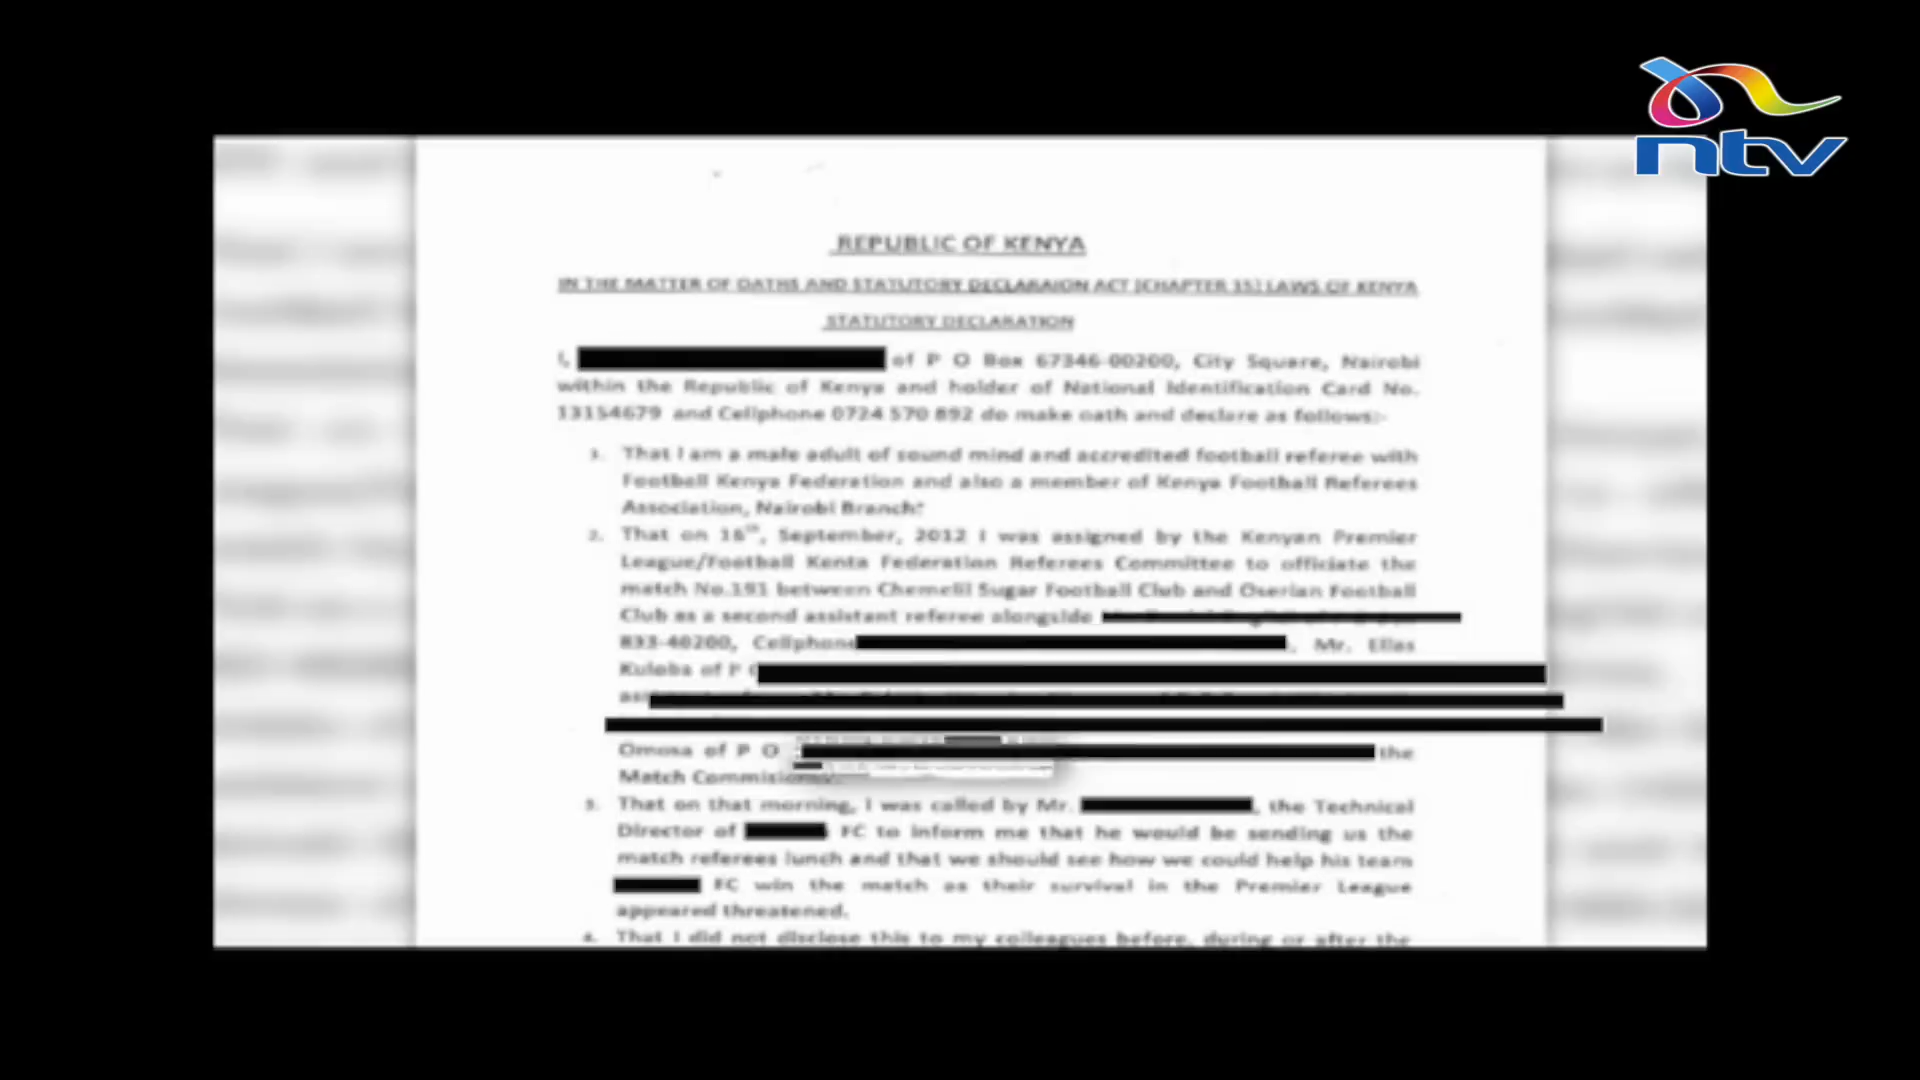 ntv
REPUBLIC OF KENYA
IN THE MATTER OF OATHS AND STATUTORY DECLARAION ACT (CHAPTER 15) LAWS OF KENYA
STATUTORY DECLARATION
I, of P O Box 67346-00200, City Square, Nairobi
within the Republic of Kenya and holder of National Identification Card No.
13154679 and Cellphone 0724 570 892 do make oath and declare as follows:-
1. That I am a male adult of sound mind and accredited football referee with
Football Kenya Federation and also a member of Kenya Football Referees
Association, Nairobi Branch:
2. That on 16th, September, 2012 I was assigned by the Kenyan Premier
League/Football Kenta Federation Referees Committee to officiate the
match No.191 between Chemelil Sugar Football Club and Oserian Football
Club as a second assistant referee alongside
833-40200, Cellphone , Mr. Elias
Kuloba of P
Omosa of P O the
Match Commisioner.
3. That on that morning, I was called by Mr. , the Technical
Director of FC to inform me that he would be sending us the
match referees lunch and that we should see how we could help his team
FC win the match as their survival in the Premier League
appeared threatened.
4. That I did not disclose this to my colleagues before, during or after the